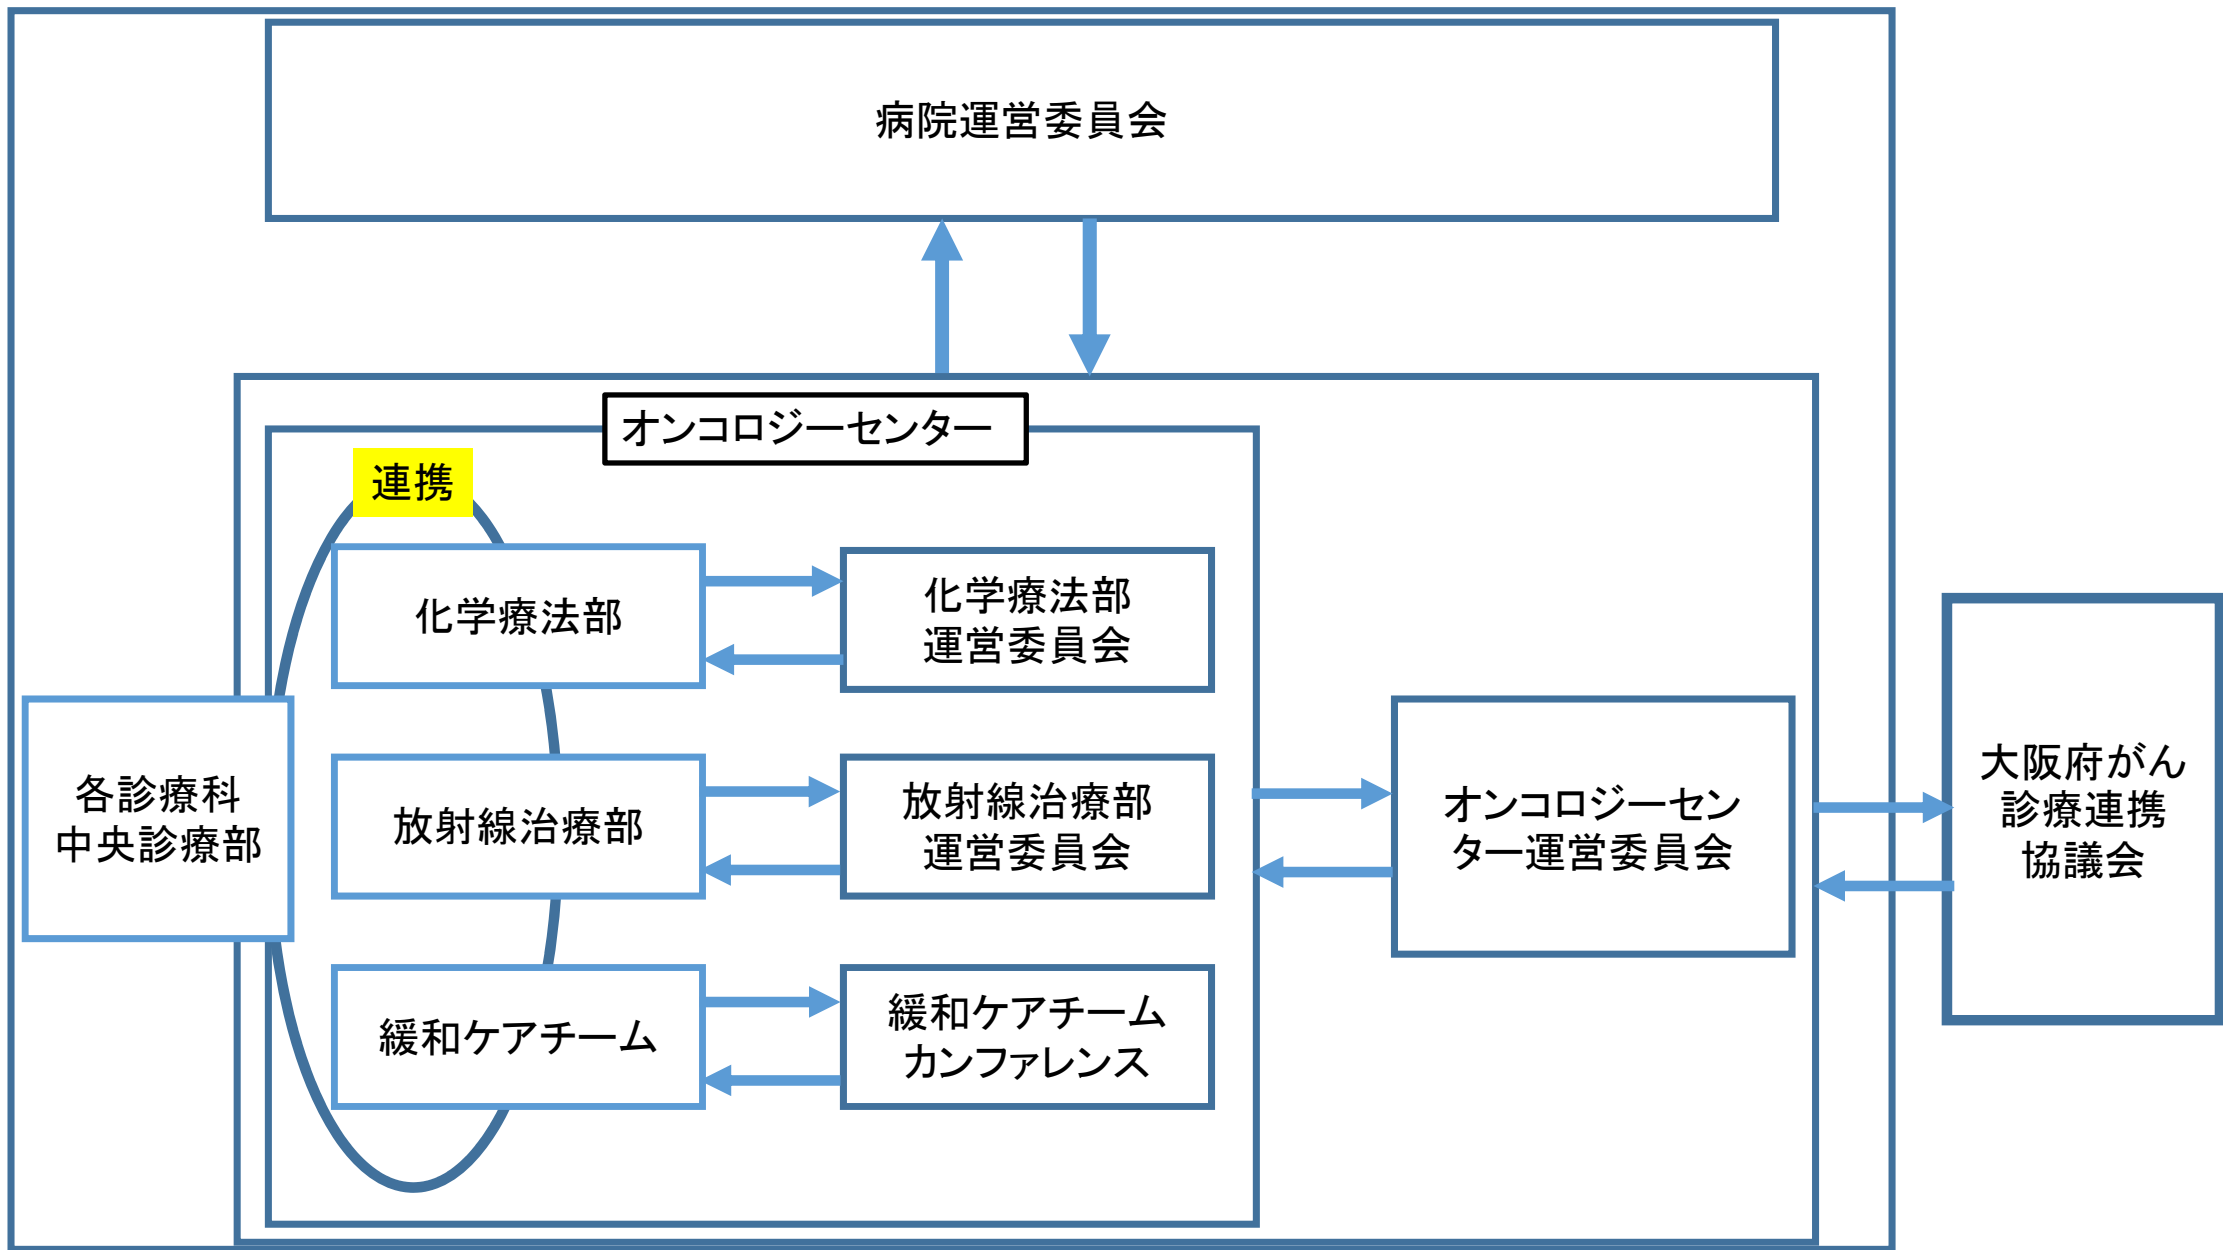 病院運営委員会
オンコロジーセンター
連携
化学療法部
化学療法部
運営委員会
各診療科
中央診療部
放射線治療部
放射線治療部
運営委員会
オンコロジーセン
ター運営委員会
大阪府がん
診療連携
協議会
緩和ケアチーム
緩和ケアチーム
カンファレンス